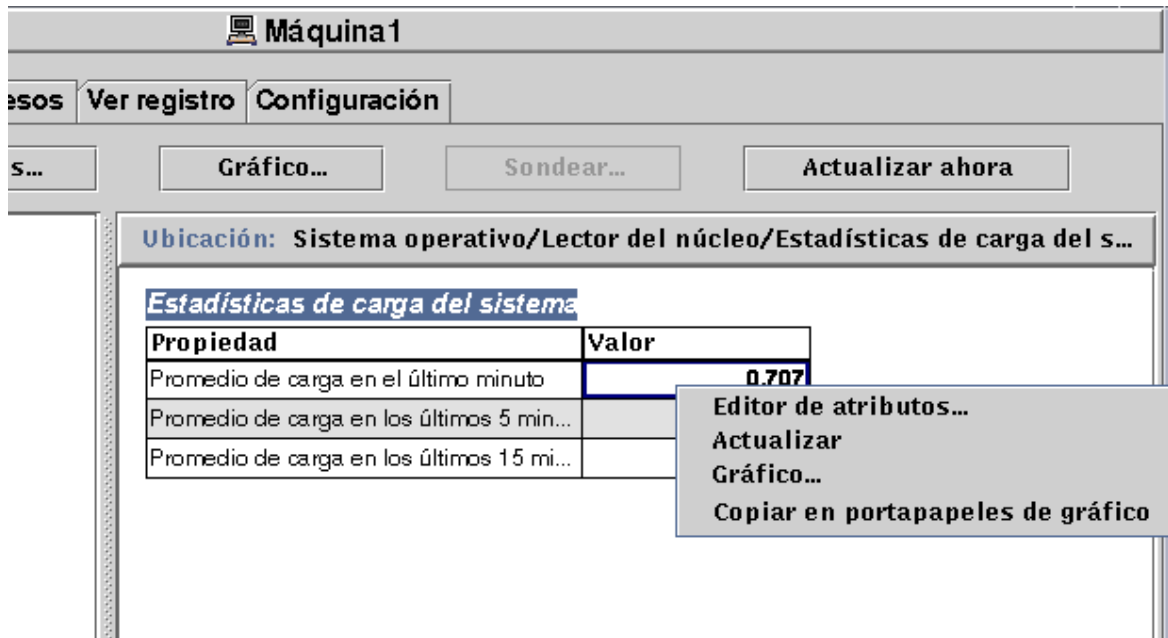 Máquina1
esos Ver registro Configuración
s... Gráfico... Sondear... Actualizar ahora
Ubicación: Sistema operativo/Lector del núcleo/Estadísticas de carga del s...
Estadísticas de carga del sistema
Propiedad Valor
Promedio de carga en el último minuto 0.707
Promedio de carga en los últimos 5 min...
Promedio de carga en los últimos 15 mi...
Editor de atributos...
Actualizar
Gráfico...
Copiar en portapapeles de gráfico